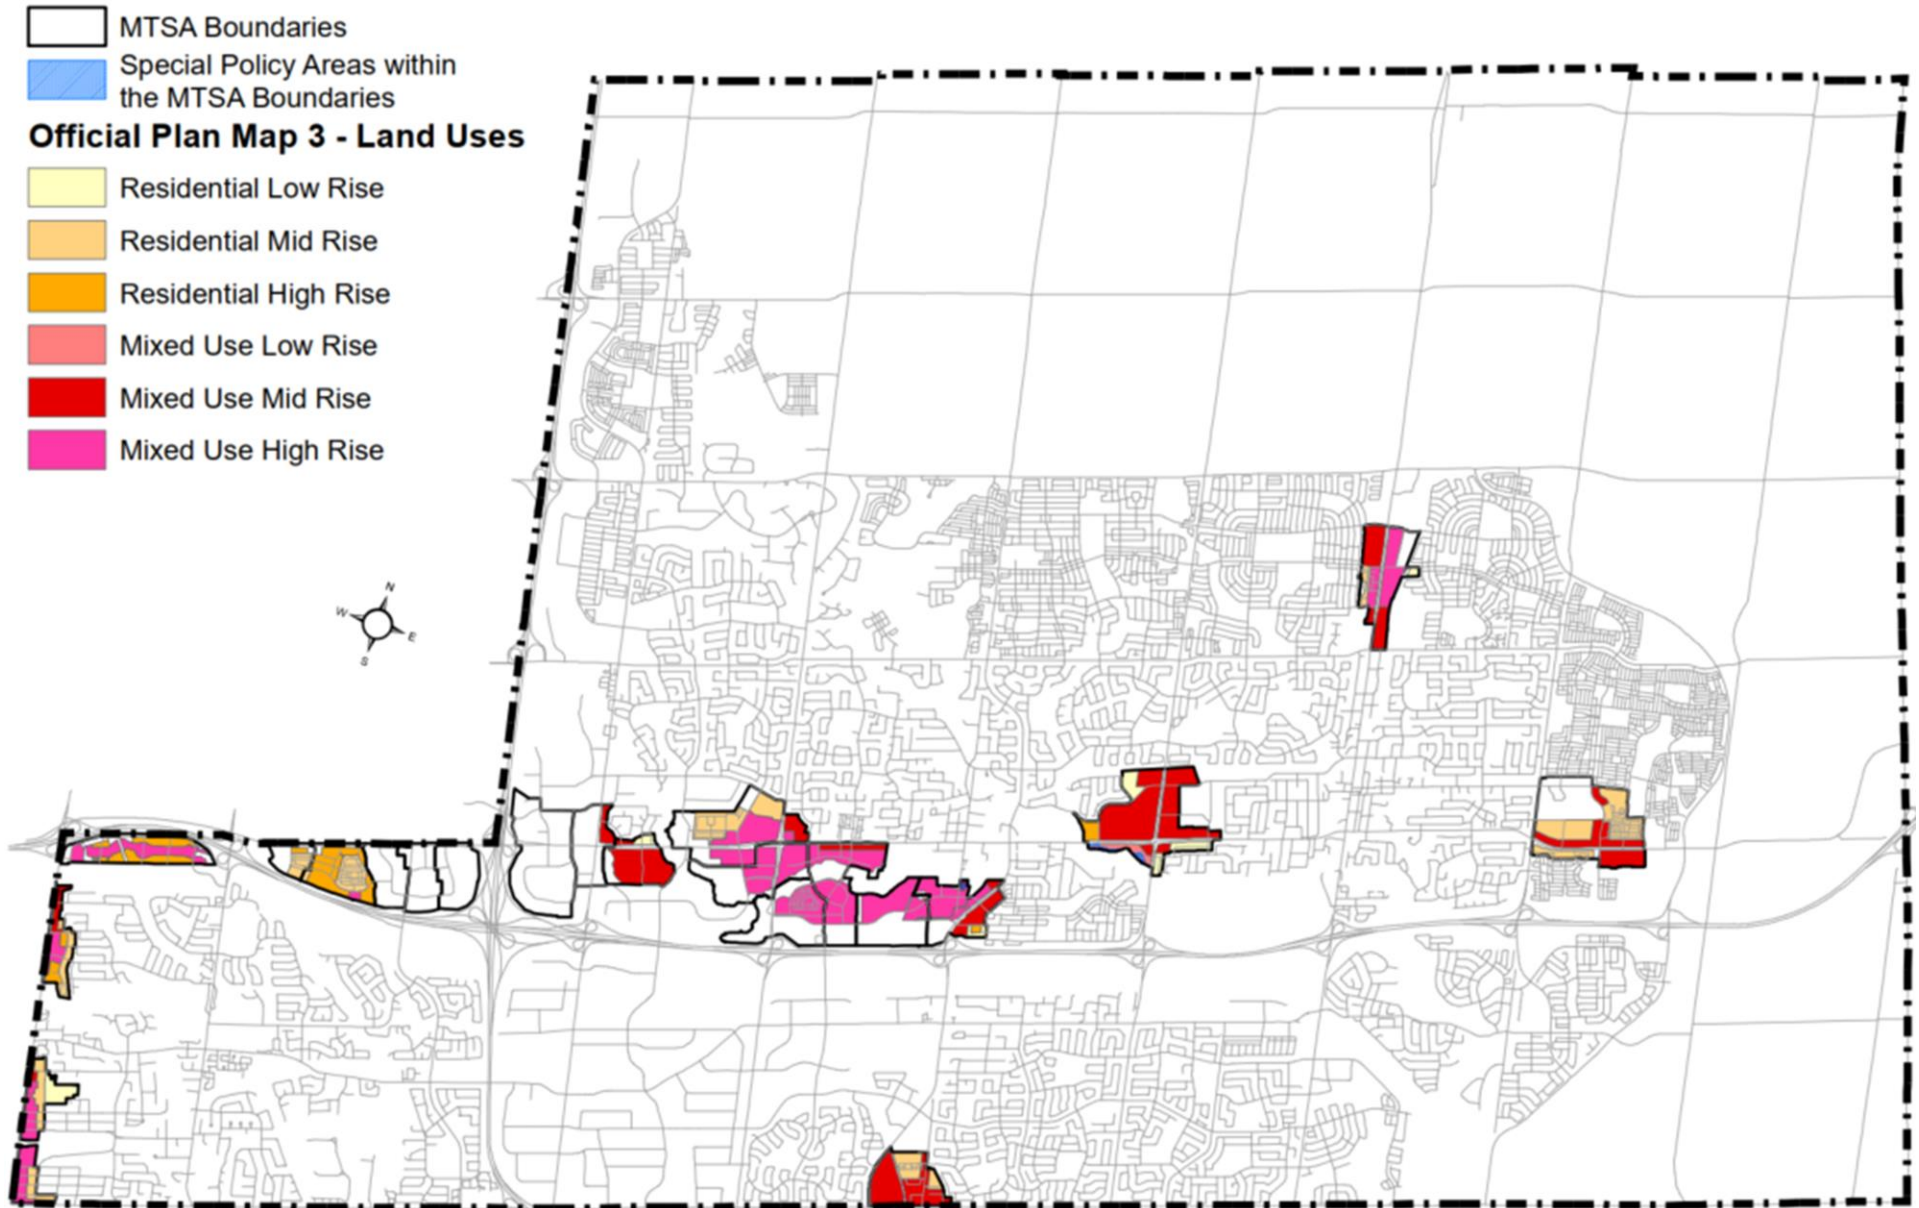 MTSA Boundaries
Special Policy Areas within
the MTSA Boundaries
Official Plan Map 3 - Land Uses
Residential Low Rise
Residential Mid Rise
Residential High Rise
Mixed Use Low Rise
Mixed Use Mid Rise
Mixed Use High Rise
N
W
E
S